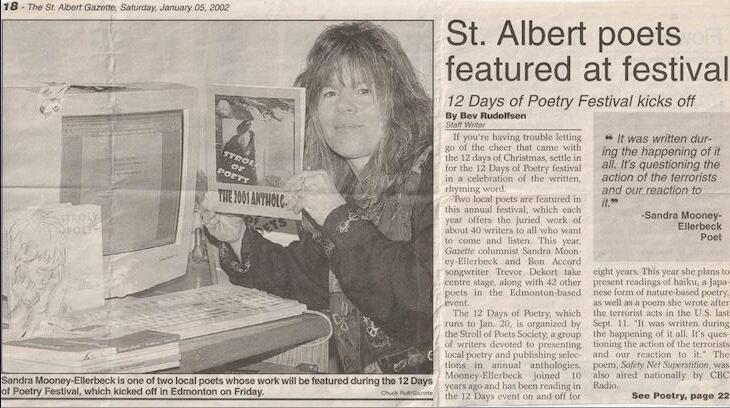 18 - The St. Albert Gazette, Saturday, January 05, 2002
STROLL
OF
POETS
THE 2001 ANTHOLO-
Sandra Mooney-Ellerbeck is one of two local poets whose work will be featured during the 12 Days
of Poetry Festival, which kicked off in Edmonton on Friday.
Chuck Ruft/Gazette
St. Albert poets
featured at festival
12 Days of Poetry Festival kicks off
By Bev Rudolfsen
Staff Writer
If you're having trouble letting
go of the cheer that came with
the 12 days of Christmas, settle in
for the 12 Days of Poetry festival
in a celebration of the written,
rhyming word.
Two local poets are featured in
this annual festival, which each
year offers the juried work of
about 40 writers to all who want
to come and listen. This year,
Gazette columnist Sandra Moon-
ey-Ellerbeck and Bon Accord
songwriter Trevor Dekort take
centre stage, along with 42 other
poets in the Edmonton-based
event.
The 12 Days of Poetry, which
runs to Jan. 20, is organized by
the Stroll of Poets Society, a group
of writers devoted to presenting
local poetry and publishing selec-
tions in annual anthologies.
Mooney-Ellerbeck joined 10
years ago and has been reading in
the 12 Days event on and off for
❝ It was written dur-
ing the happening of it
all. It's questioning the
action of the terrorists
and our reaction to
it.❞
-Sandra Mooney-
Ellerbeck
Poet
eight years. This year she plans to
present readings of haiku, a Japa-
nese form of nature-based poetry,
as well as a poem she wrote after
the terrorist acts in the U.S. last
Sept. 11. "It was written during
the happening of it all. It's ques-
tioning the action of the terrorists
and our reaction to it." The
poem, Safety Net Superstition, was
also aired nationally by CBC
Radio.
See Poetry, page 22